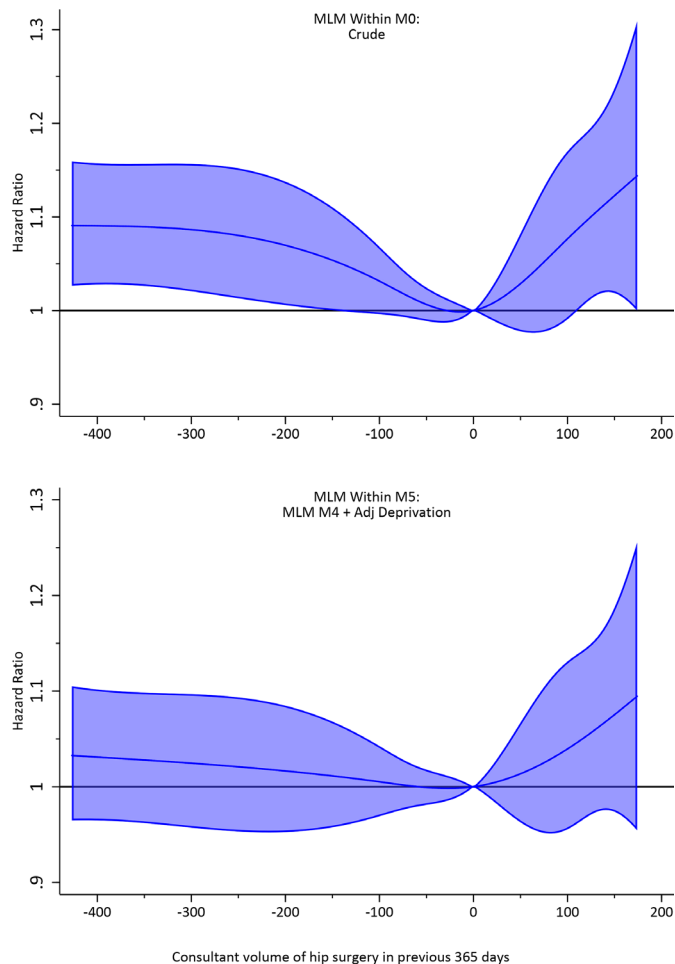 MLM Within M0:
Crude
1.3
1.2
1.1
1
.9
Hazard Ratio
-400 -300 -200 -100 0 100 200
MLM Within M5:
MLM M4 + Adj Deprivation
1.3
1.2
1.1
1
.9
Hazard Ratio
-400 -300 -200 -100 0 100 200
Consultant volume of hip surgery in previous 365 days